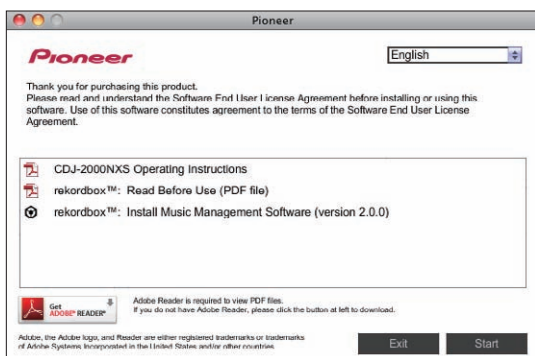 Pioneer
Pioneer
English
Thank you for purchasing this product.
Please read and understand the Software End User License Agreement before installing or using this
software. Use of this software constitutes agreement to the terms of the Software End User License
Agreement.
CDJ-2000NXS Operating Instructions
rekordbox™: Read Before Use (PDF file)
rekordbox™: Install Music Management Software (version 2.0.0)
Get
ADOBE® READER®
Adobe Reader is required to view PDF files.
If you do not have Adobe Reader, please click the button at left to download.
Adobe, the Adobe logo, and Reader are either registered trademarks or trademarks
of Adobe Systems Incorporated in the United States and/or other countries.
Exit
Start